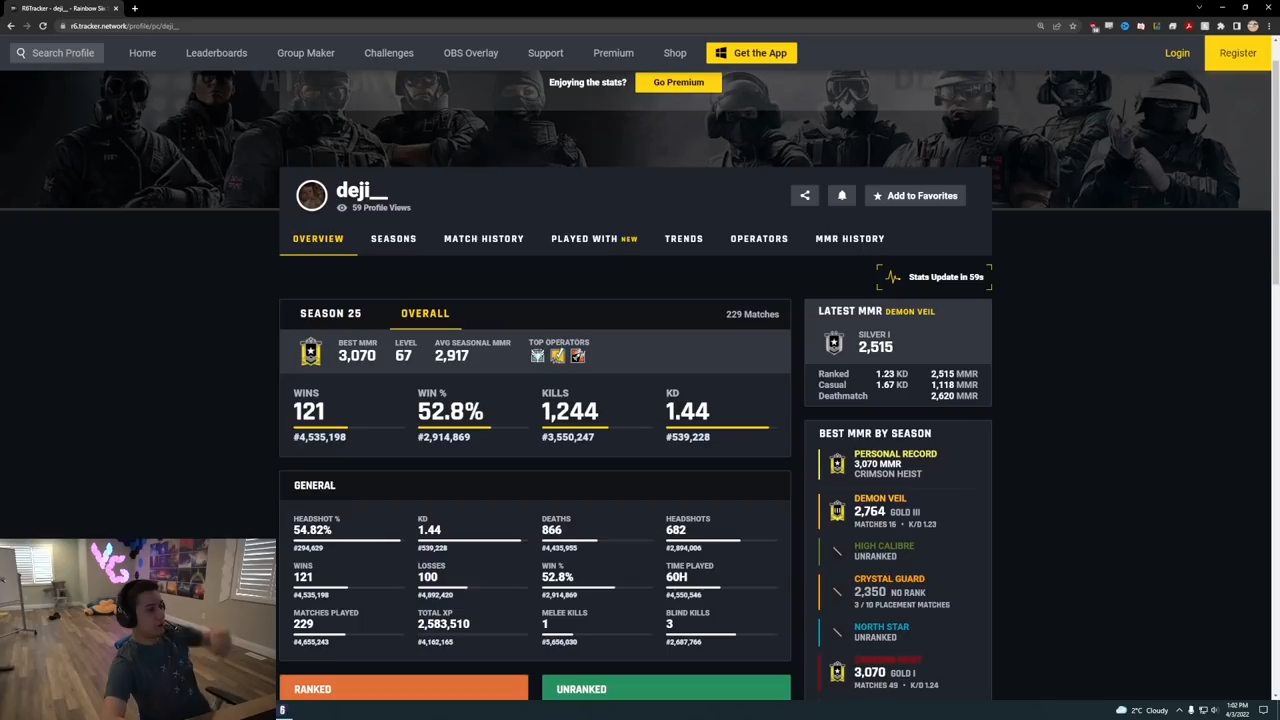 R6Tracker - deji__ - Rainbow Six
r6.tracker.network/profile/pc/deji__
Search Profile
Home
Leaderboards
Group Maker
Challenges
OBS Overlay
Support
Premium
Shop
Get the App
Login
Register
Enjoying the stats?
Go Premium
deji__
59 Profile Views
Add to Favorites
OVERVIEW
SEASONS
MATCH HISTORY
PLAYED WITH NEW
TRENDS
OPERATORS
MMR HISTORY
Stats Update in 59s
SEASON 25
OVERALL
229 Matches
BEST MMR
3,070
LEVEL
67
AVG SEASONAL MMR
2,917
TOP OPERATORS
WINS
121
#4,535,198
WIN %
52.8%
#2,914,869
KILLS
1,244
#3,550,247
KD
1.44
#539,228
GENERAL
HEADSHOT %
54.82%
#294,629
KD
1.44
#539,228
DEATHS
866
#4,435,955
HEADSHOTS
682
#2,894,006
WINS
121
#4,535,198
LOSSES
100
#4,892,420
WIN %
52.8%
#2,914,869
TIME PLAYED
60H
#4,550,546
MATCHES PLAYED
229
#4,655,243
TOTAL XP
2,583,510
#4,162,165
MELEE KILLS
1
#5,656,030
BLIND KILLS
3
#2,687,766
RANKED
UNRANKED
LATEST MMR DEMON VEIL
SILVER I
2,515
Ranked 1.23 KD 2,515 MMR
Casual 1.67 KD 1,118 MMR
Deathmatch 2,620 MMR
BEST MMR BY SEASON
PERSONAL RECORD
3,070 MMR
CRIMSON HEIST
DEMON VEIL
2,764 GOLD III
MATCHES 16 • K/D 1.23
HIGH CALIBRE
UNRANKED
CRYSTAL GUARD
2,350 NO RANK
3 / 10 PLACEMENT MATCHES
NORTH STAR
UNRANKED
CRIMSON HEIST
3,070 GOLD I
MATCHES 49 • K/D 1.24
2°C Cloudy
1:02 PM
4/3/2022